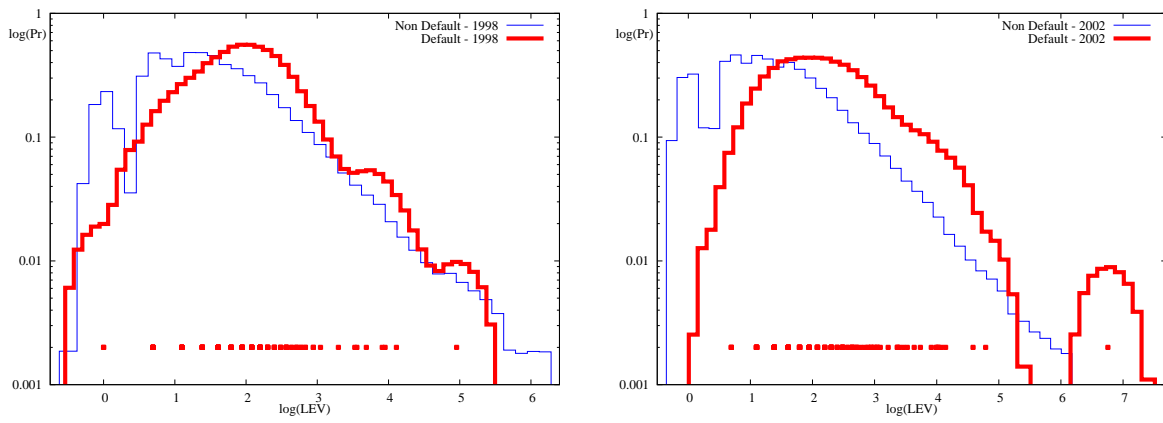 1
log(Pr)
Non Default - 1998
Default - 1998
0.1
0.01
0.001
0 1 2 3 4 5 6
log(LEV)
1
log(Pr)
Non Default - 2002
Default - 2002
0.1
0.01
0.001
0 1 2 3 4 5 6 7
log(LEV)